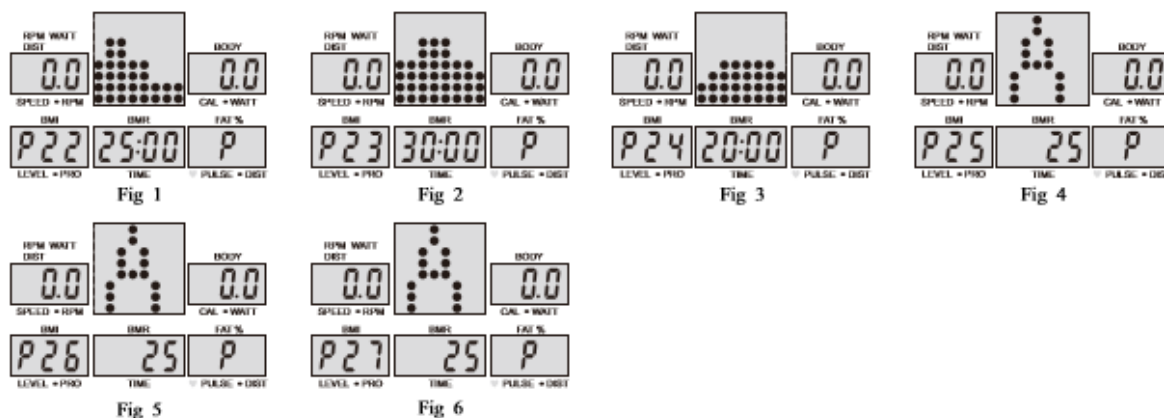 RPM WATT
DIST
BODY
0.0
0.0
SPEED • RPM
CAL • WATT
BMI
BMR
FAT %
P22
25:00
P
LEVEL • PRO
TIME
PULSE • DIST
Fig 1
RPM WATT
DIST
BODY
0.0
0.0
SPEED • RPM
CAL • WATT
BMI
BMR
FAT %
P23
30:00
P
LEVEL • PRO
TIME
PULSE • DIST
Fig 2
RPM WATT
DIST
BODY
0.0
0.0
SPEED • RPM
CAL • WATT
BMI
BMR
FAT %
P24
20:00
P
LEVEL • PRO
TIME
PULSE • DIST
Fig 3
RPM WATT
DIST
BODY
0.0
0.0
SPEED • RPM
CAL • WATT
BMI
BMR
FAT %
P25
25
P
LEVEL • PRO
TIME
PULSE • DIST
Fig 4
RPM WATT
DIST
BODY
0.0
0.0
SPEED • RPM
CAL • WATT
BMI
BMR
FAT %
P26
25
P
LEVEL • PRO
TIME
PULSE • DIST
Fig 5
RPM WATT
DIST
BODY
0.0
0.0
SPEED • RPM
CAL • WATT
BMI
BMR
FAT %
P27
25
P
LEVEL • PRO
TIME
PULSE • DIST
Fig 6